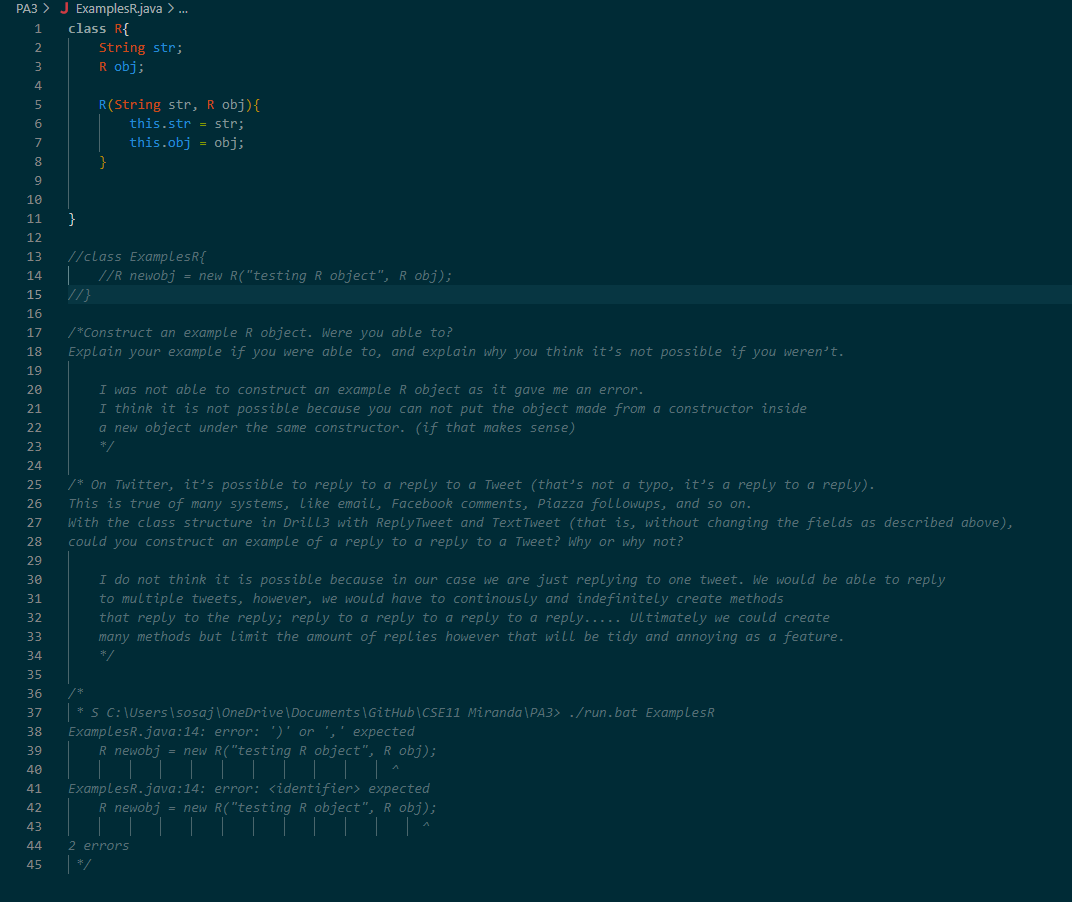 PA3 > J ExamplesR.java > ...
1 class R{
2 String str;
3 R obj;
4
5 R(String str, R obj){
6 this.str = str;
7 this.obj = obj;
8 }
9
10
11 }
12
13 //class ExamplesR{
14 //R newobj = new R("testing R object", R obj);
15 //}
16
17 /*Construct an example R object. Were you able to?
18 Explain your example if you were able to, and explain why you think it’s not possible if you weren’t.
19
20 I was not able to construct an example R object as it gave me an error.
21 I think it is not possible because you can not put the object made from a constructor inside
22 a new object under the same constructor. (if that makes sense)
23 */
24
25 /* On Twitter, it’s possible to reply to a reply to a Tweet (that’s not a typo, it’s a reply to a reply).
26 This is true of many systems, like email, Facebook comments, Piazza followups, and so on.
27 With the class structure in Drill3 with ReplyTweet and TextTweet (that is, without changing the fields as described above),
28 could you construct an example of a reply to a reply to a Tweet? Why or why not?
29
30 I do not think it is possible because in our case we are just replying to one tweet. We would be able to reply
31 to multiple tweets, however, we would have to continously and indefinitely create methods
32 that reply to the reply; reply to a reply to a reply to a reply..... Ultimately we could create
33 many methods but limit the amount of replies however that will be tidy and annoying as a feature.
34 */
35
36 /*
37 * S C:\Users\sosaj\OneDrive\Documents\GitHub\CSE11 Miranda\PA3> ./run.bat ExamplesR
38 ExamplesR.java:14: error: ')' or ',' expected
39 R newobj = new R("testing R object", R obj);
40 ^
41 ExamplesR.java:14: error: <identifier> expected
42 R newobj = new R("testing R object", R obj);
43 ^
44 2 errors
45 */